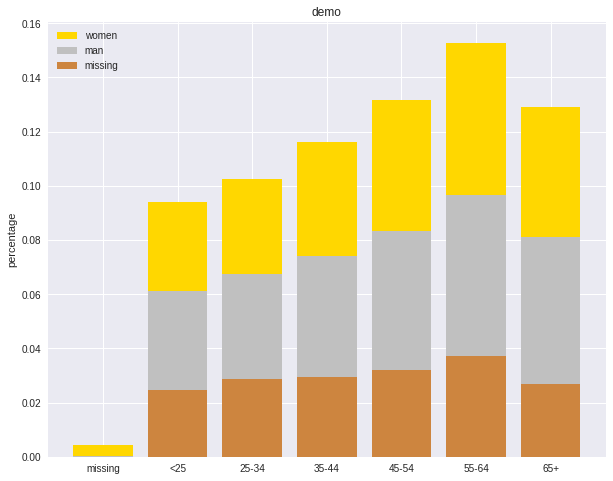 demo
women
man
missing
percentage
0.16
0.14
0.12
0.10
0.08
0.06
0.04
0.02
0.00
missing <25 25-34 35-44 45-54 55-64 65+